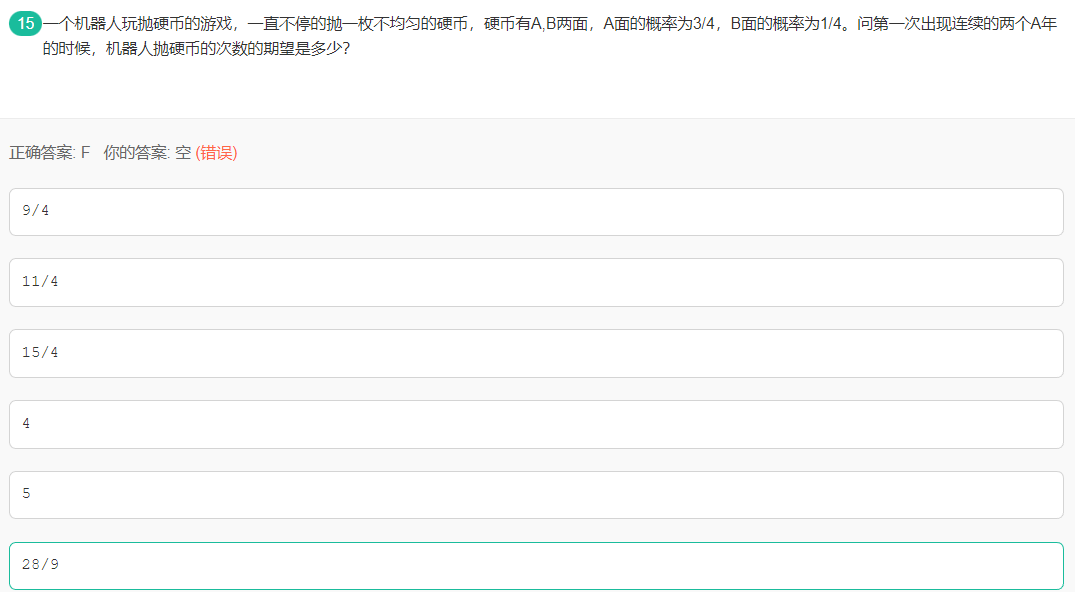 15 一个机器人玩抛硬币的游戏，一直不停的抛一枚不均匀的硬币，硬币有A,B两面，A面的概率为3/4，B面的概率为1/4。问第一次出现连续的两个A年
的时候，机器人抛硬币的次数的期望是多少？
正确答案: F 你的答案: 空 (错误)
9/4
11/4
15/4
4
5
28/9